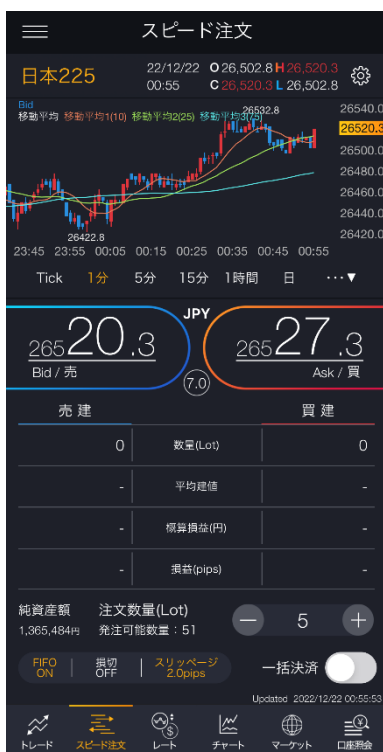 スピード注文
日本225
22/12/22 O 26,502.8 H 26,520.3
00:55 C 26,520.3 L 26,502.8
Bid
移動平均 移動平均1(10) 移動平均2(25) 移動平均3(75)
26532.8
26540.0
26520.3
26500.0
26480.0
26460.0
26440.0
26420.0
26422.8
23:45 23:55 00:05 00:15 00:25 00:35 00:45 00:55
Tick 1分 5分 15分 1時間 日 ···▼
JPY
26520.3 26527.3
Bid / 売 Ask / 買
(7.0)
売建 買建
0 数量(Lot) 0
- 平均建値 -
- 概算損益(円) -
- 損益(pips) -
純資産額 注文数量(Lot)
1,365,484円 発注可能数量:51
− 5 +
FIFO ON | 損切 OFF | スリッページ 2.0pips
一括決済
Updated 2022/12/22 00:55:53
トレード スピード注文 レート チャート マーケット 口座照会